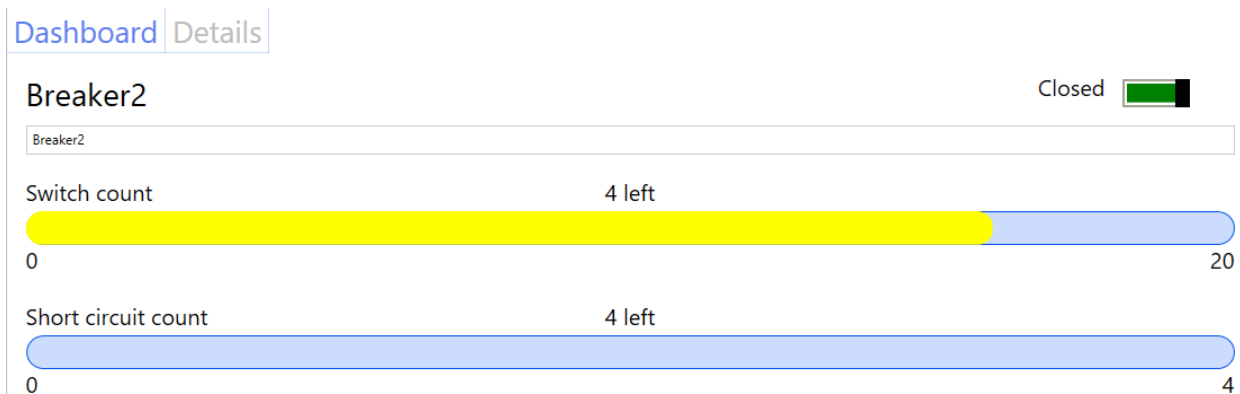 Dashboard Details
Breaker2 Closed
Breaker2
Switch count 4 left
0 20
Short circuit count 4 left
0 4